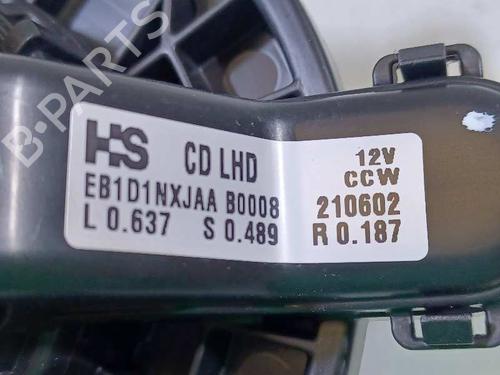 HS CD LHD 12V
CCW
EB1D1NXJAA B0008 210602
L 0.637 S 0.489 R 0.187
B-PARTS